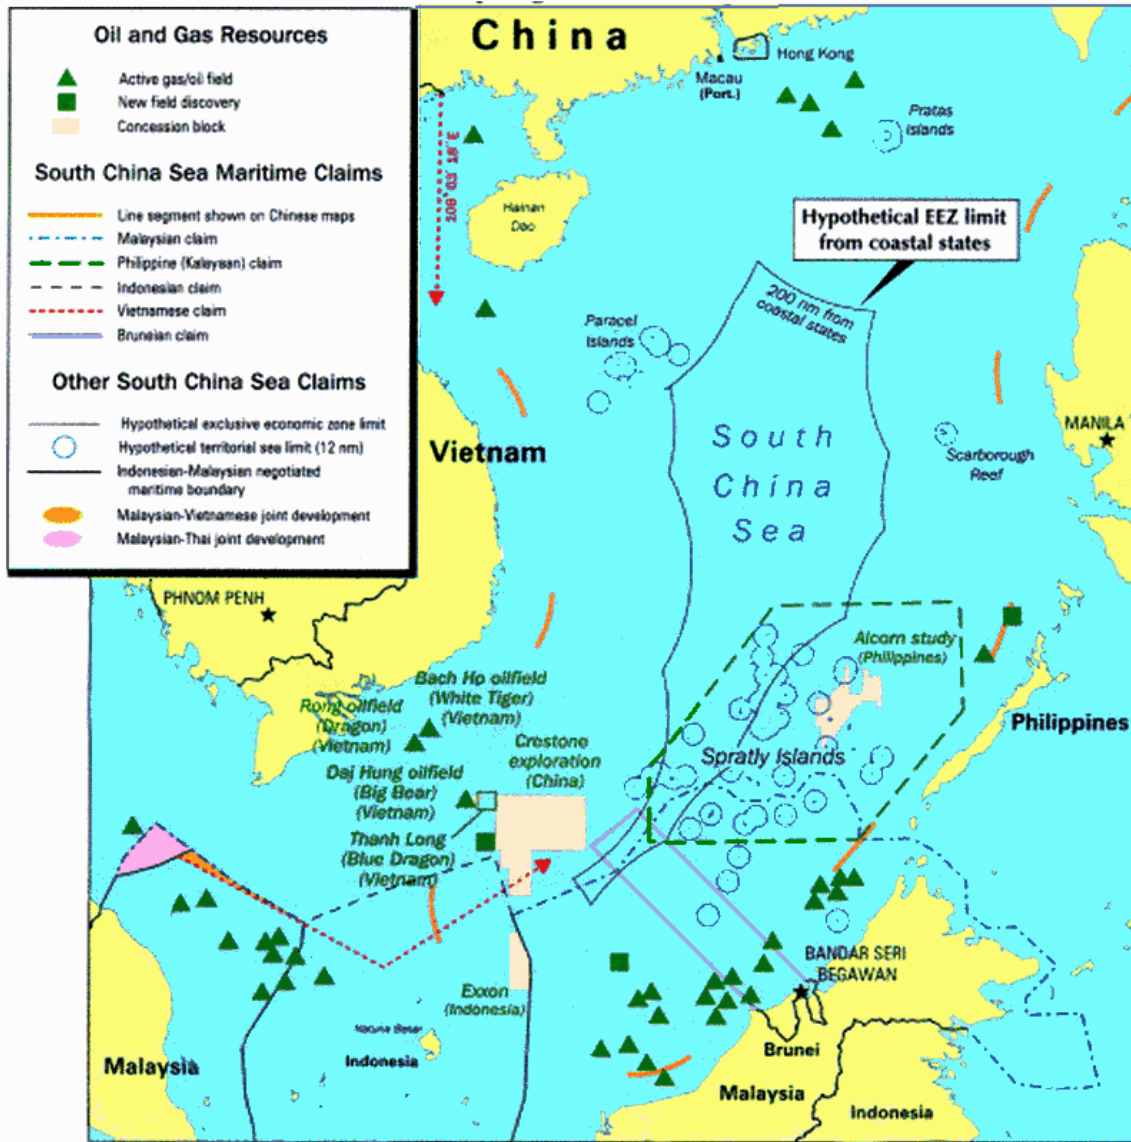 Oil and Gas Resources
Active gas/oil field
New field discovery
Concession block
South China Sea Maritime Claims
Line segment shown on Chinese maps
Malaysian claim
Philippine (Kalayaan) claim
Indonesian claim
Vietnamese claim
Bruneian claim
Other South China Sea Claims
Hypothetical exclusive economic zone limit
Hypothetical territorial sea limit (12 nm)
Indonesian-Malaysian negotiated
maritime boundary
Malaysian-Vietnamese joint development
Malaysian-Thai joint development
China
Hong Kong
Macau
(Port.)
Pratas
Islands
108° 03' 18" E
Hainan
Dao
Hypothetical EEZ limit
from coastal states
200 nm from
coastal states
Paracel
Islands
Vietnam
South
China
Sea
MANILA
Scarborough
Reef
PHNOM PENH
Alcorn study
(Philippines)
Bach Ho oilfield
(White Tiger)
(Vietnam)
Rong oilfield
(Dragon)
(Vietnam)
Philippines
Crestone
exploration
(China)
Spratly Islands
Dai Hung oilfield
(Big Bear)
(Vietnam)
Thanh Long
(Blue Dragon)
(Vietnam)
BANDAR SERI
BEGAWAN
Exxon
(Indonesia)
Natuna Besar
Malaysia
Indonesia
Brunei
Malaysia
Indonesia